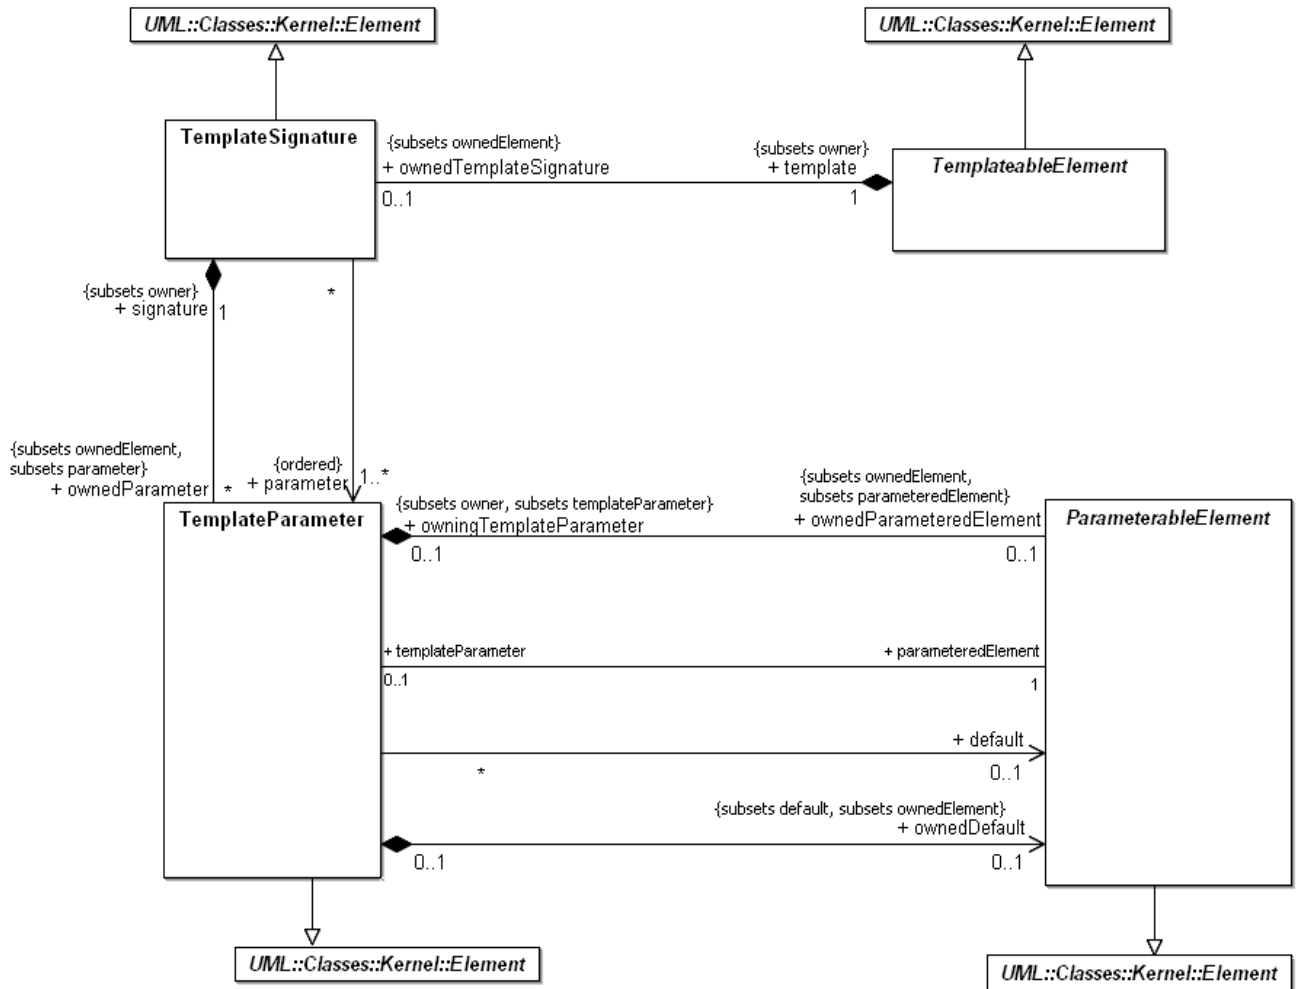 UML::Classes::Kernel::Element
UML::Classes::Kernel::Element
TemplateSignature
{subsets ownedElement}
+ ownedTemplateSignature
0..1
{subsets owner}
+ template
1
TemplateableElement
{subsets owner}
+ signature
1
*
{subsets ownedElement,
subsets parameter}
+ ownedParameter
*
{ordered}
+ parameter
1..*
TemplateParameter
{subsets owner, subsets templateParameter}
+ owningTemplateParameter
0..1
{subsets ownedElement,
subsets parameteredElement}
+ ownedParameteredElement
0..1
ParameterableElement
+ templateParameter
0..1
+ parameteredElement
1
*
+ default
0..1
{subsets default, subsets ownedElement}
+ ownedDefault
0..1
0..1
UML::Classes::Kernel::Element
UML::Classes::Kernel::Element